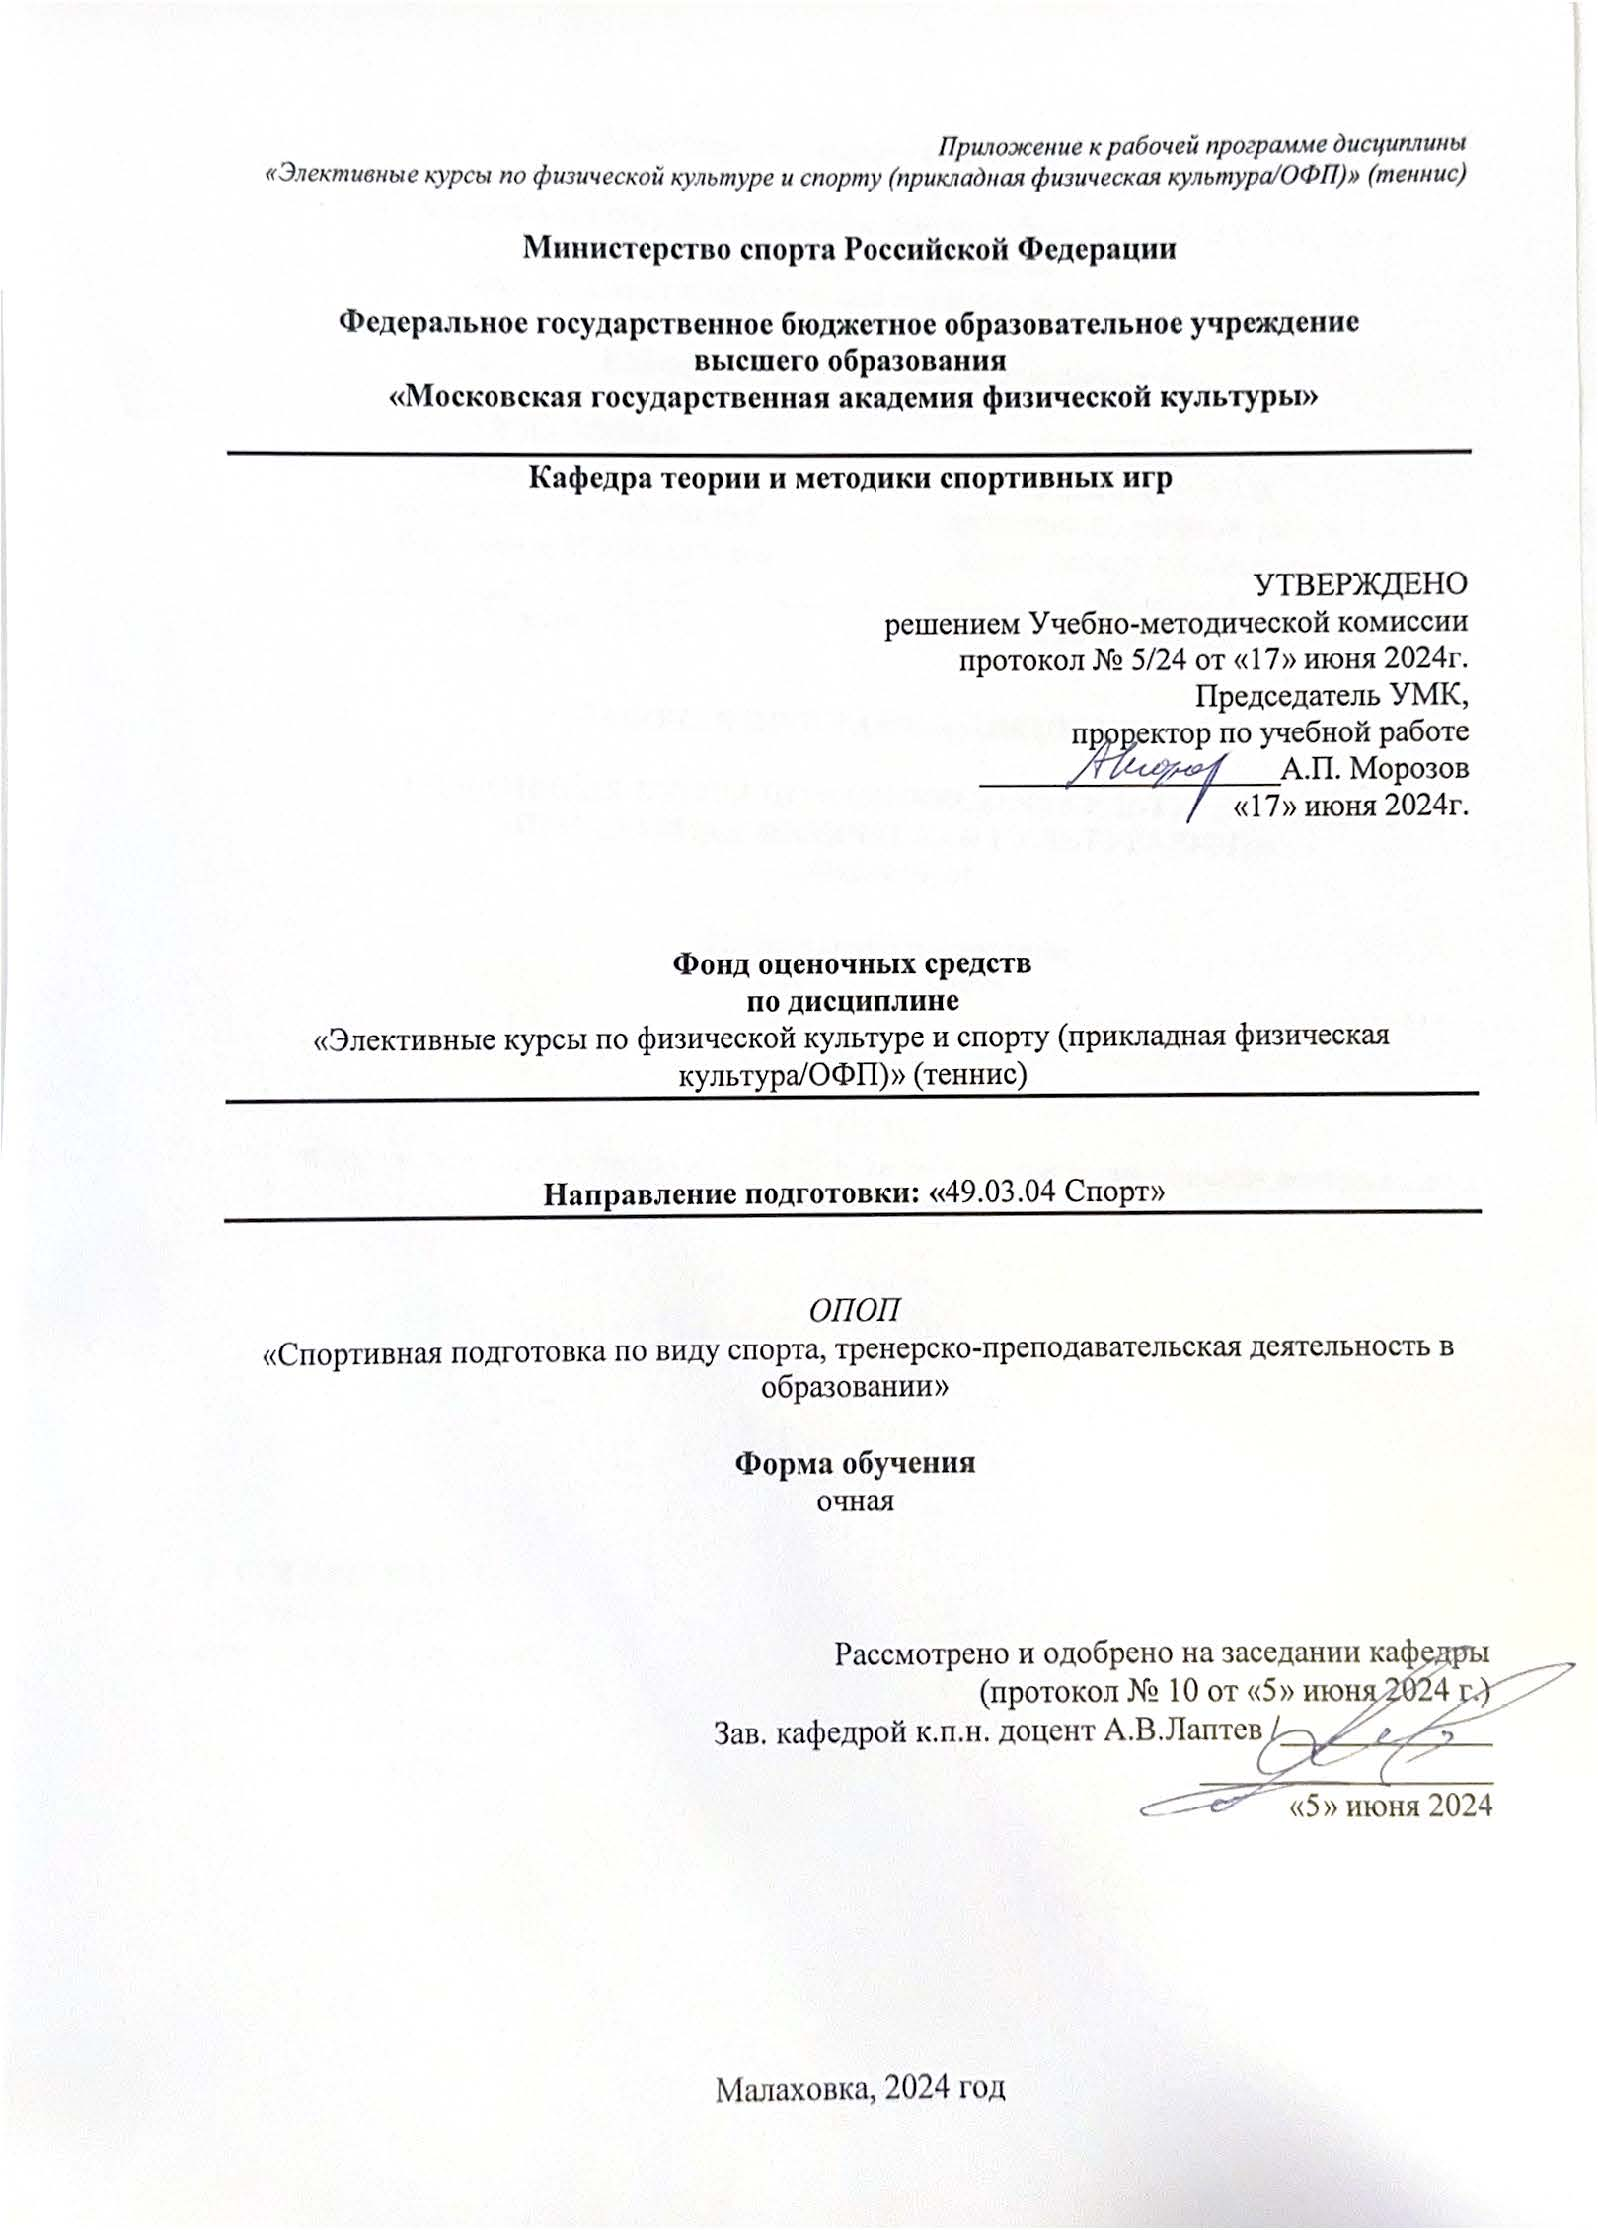 Приложение к рабочей программе дисциплины
«Элективные курсы по физической культуре и спорту (прикладная физическая культура/ОФП)» (теннис)
Министерство спорта Российской Федерации
Федеральное государственное бюджетное образовательное учреждение
высшего образования
«Московская государственная академия физической культуры»
Кафедра теории и методики спортивных игр
УТВЕРЖДЕНО
решением Учебно-методической комиссии
протокол № 5/24 от «17» июня 2024г.
Председатель УМК,
проректор по учебной работе
А.П. Морозов
«17» июня 2024г.
Фонд оценочных средств
по дисциплине
«Элективные курсы по физической культуре и спорту (прикладная физическая
культура/ОФП)» (теннис)
Направление подготовки: «49.03.04 Спорт»
ОПОП
«Спортивная подготовка по виду спорта, тренерско-преподавательская деятельность в
образовании»
Форма обучения
очная
Рассмотрено и одобрено на заседании кафедры
(протокол № 10 от «5» июня 2024 г.)
Зав. кафедрой к.п.н. доцент А.В.Лаптев /
«5» июня 2024
Малаховка, 2024 год